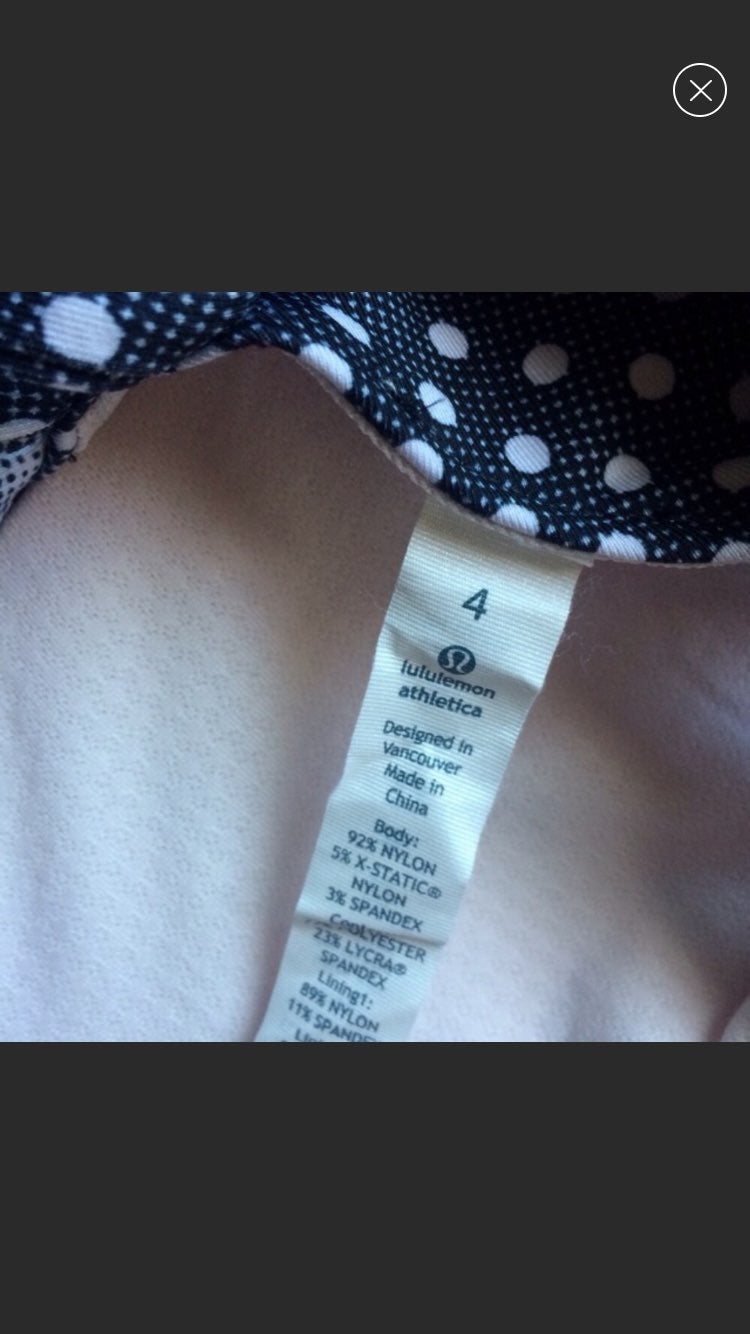 4
lululemon
athletica
Designed in
Vancouver
Made in
China
Body:
92% NYLON
5% X-STATIC®
NYLON
3% SPANDEX
23% LYCRA®
SPANDEX
Lining1:
89% NYLON
11% SPANDEX